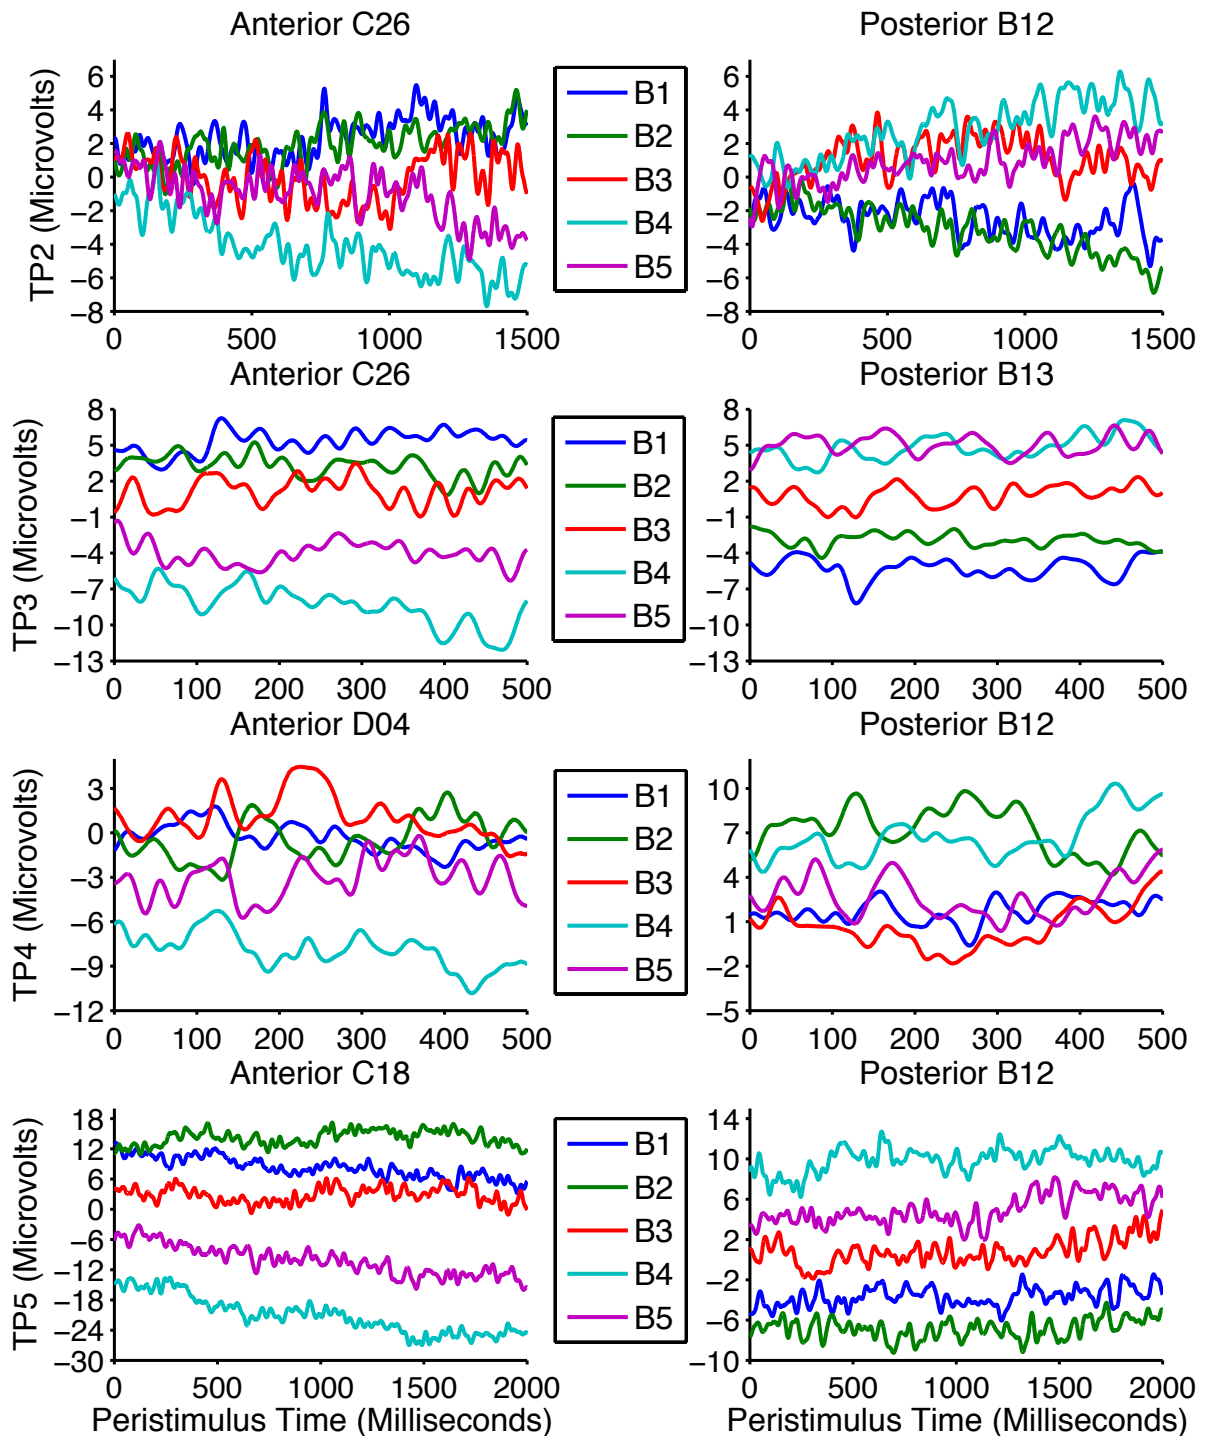 Anterior C26
Posterior B12
TP2 (Microvolts)
6
4
2
0
−2
−4
−6
−8
0 500 1000 1500
B1
B2
B3
B4
B5
6
4
2
0
−2
−4
−6
−8
0 500 1000 1500
Anterior C26
Posterior B13
TP3 (Microvolts)
8
5
2
−1
−4
−7
−10
−13
0 100 200 300 400 500
B1
B2
B3
B4
B5
8
5
2
−1
−4
−7
−10
−13
0 100 200 300 400 500
Anterior D04
Posterior B12
TP4 (Microvolts)
3
0
−3
−6
−9
−12
0 100 200 300 400 500
B1
B2
B3
B4
B5
10
7
4
1
−2
−5
0 100 200 300 400 500
Anterior C18
Posterior B12
TP5 (Microvolts)
18
12
6
0
−6
−12
−18
−24
−30
0 500 1000 1500 2000
Peristimulus Time (Milliseconds)
B1
B2
B3
B4
B5
14
10
6
2
−2
−6
−10
0 500 1000 1500 2000
Peristimulus Time (Milliseconds)